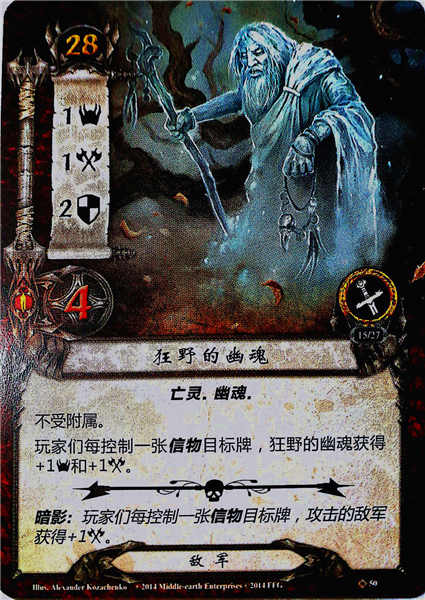 28
1
1
2
4
15/27
狂野的幽魂
亡灵. 幽魂.
不受附属。
玩家们每控制一张信物目标牌，狂野的幽魂获得
+1和+1。
暗影：玩家们每控制一张信物目标牌，攻击的敌军
获得+1。
敌军
Illus. Alexander Kozachenko • 2014 Middle-earth Enterprises • 2014 FFG
50